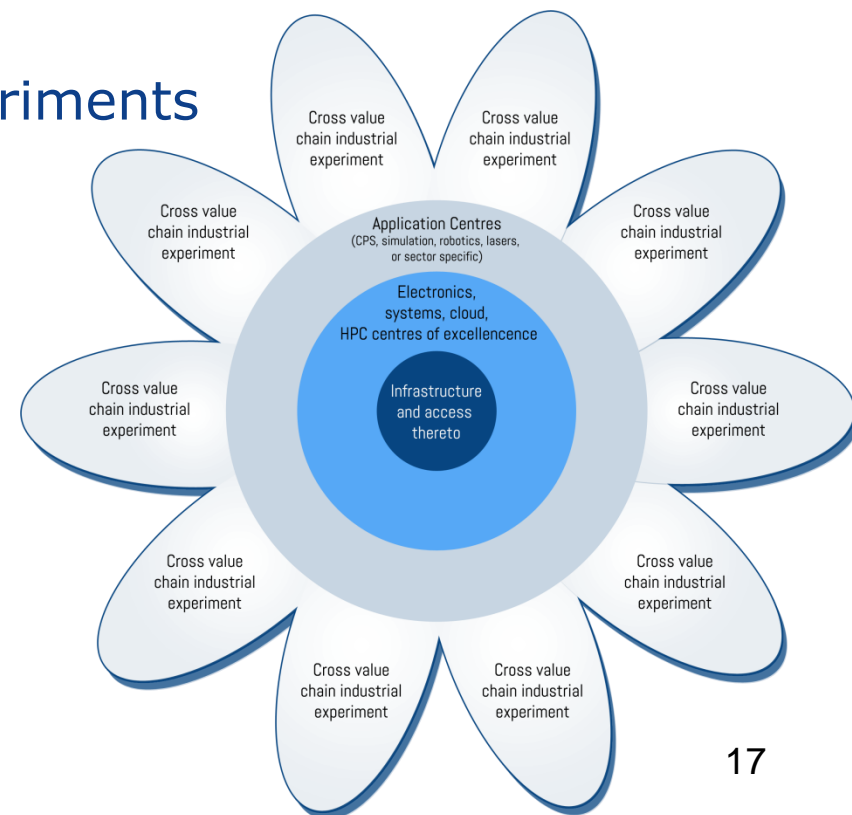 riments
Cross value
chain industrial
experiment
Cross value
chain industrial
experiment
Cross value
chain industrial
experiment
Cross value
chain industrial
experiment
Application Centres
(CPS, simulation, robotics, lasers,
or sector specific)
Electronics,
systems, cloud,
HPC centres of excellencence
Infrastructure
and access
thereto
Cross value
chain industrial
experiment
Cross value
chain industrial
experiment
Cross value
chain industrial
experiment
Cross value
chain industrial
experiment
Cross value
chain industrial
experiment
Cross value
chain industrial
experiment
17